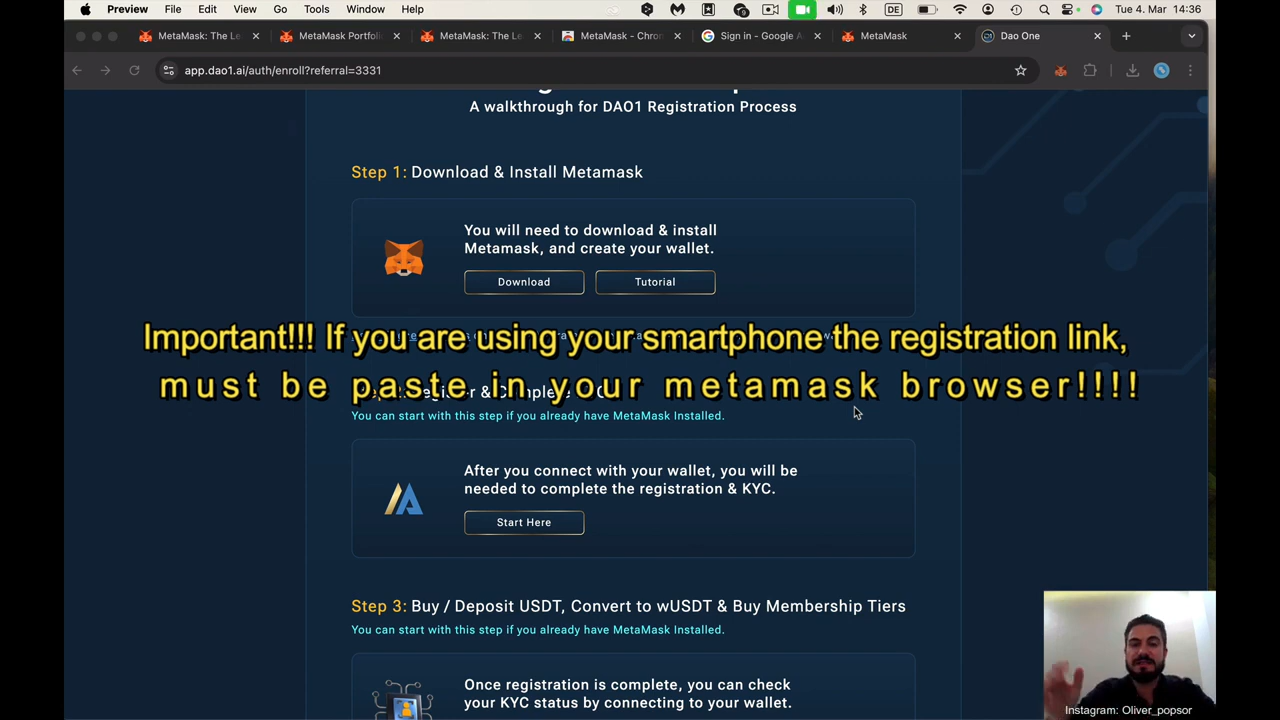 Preview File Edit View Go Tools Window Help DE Tue 4. Mar 14:36
MetaMask: The Le MetaMask Portfoli MetaMask: The Le MetaMask - Chron Sign in - Google A MetaMask Dao One
app.dao1.ai/auth/enroll?referral=3331
A walkthrough for DAO1 Registration Process
Step 1: Download & Install Metamask
You will need to download & install
Metamask, and create your wallet.
Download Tutorial
Important!!! If you are using your smartphone the registration link,
must be paste in your metamask browser!!!!
You can start with this step if you already have MetaMask Installed.
After you connect with your wallet, you will be
needed to complete the registration & KYC.
Start Here
Step 3: Buy / Deposit USDT, Convert to wUSDT & Buy Membership Tiers
You can start with this step if you already have MetaMask Installed.
Once registration is complete, you can check
your KYC status by connecting to your wallet.
Instagram: Oliver_popsor